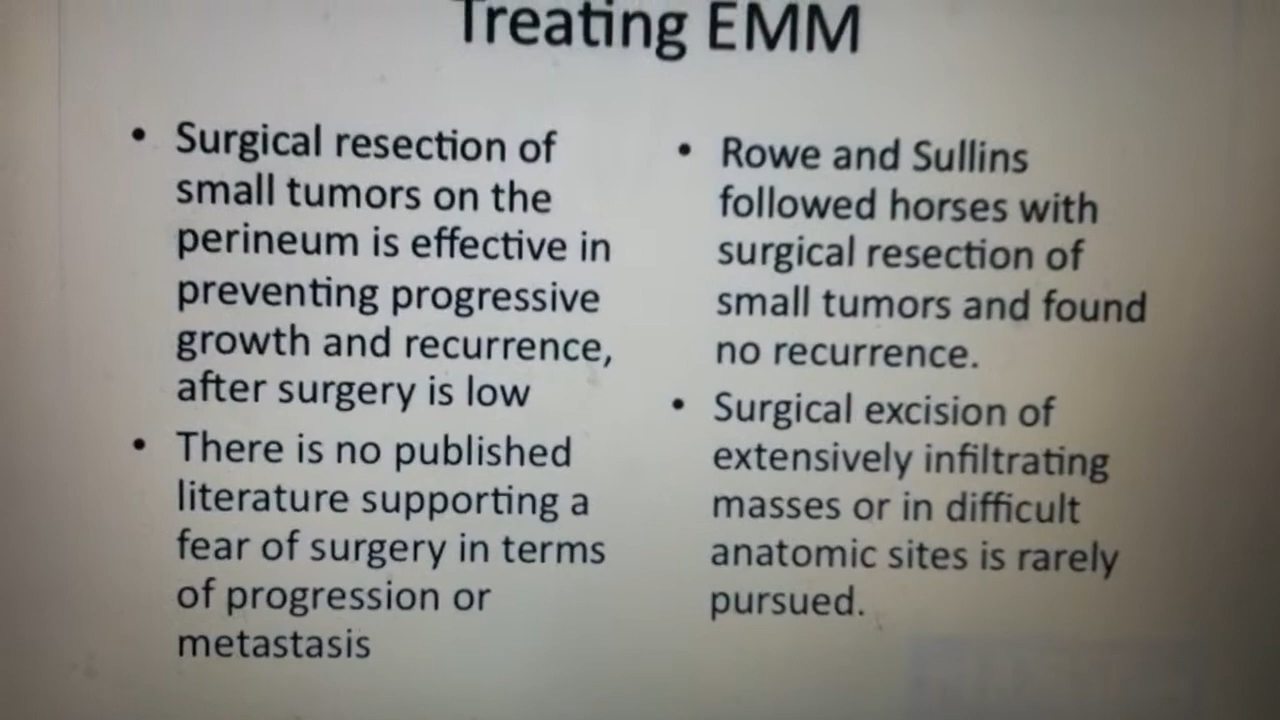 Treating EMM
• Surgical resection of
small tumors on the
perineum is effective in
preventing progressive
growth and recurrence,
after surgery is low
• There is no published
literature supporting a
fear of surgery in terms
of progression or
metastasis
• Rowe and Sullins
followed horses with
surgical resection of
small tumors and found
no recurrence.
• Surgical excision of
extensively infiltrating
masses or in difficult
anatomic sites is rarely
pursued.